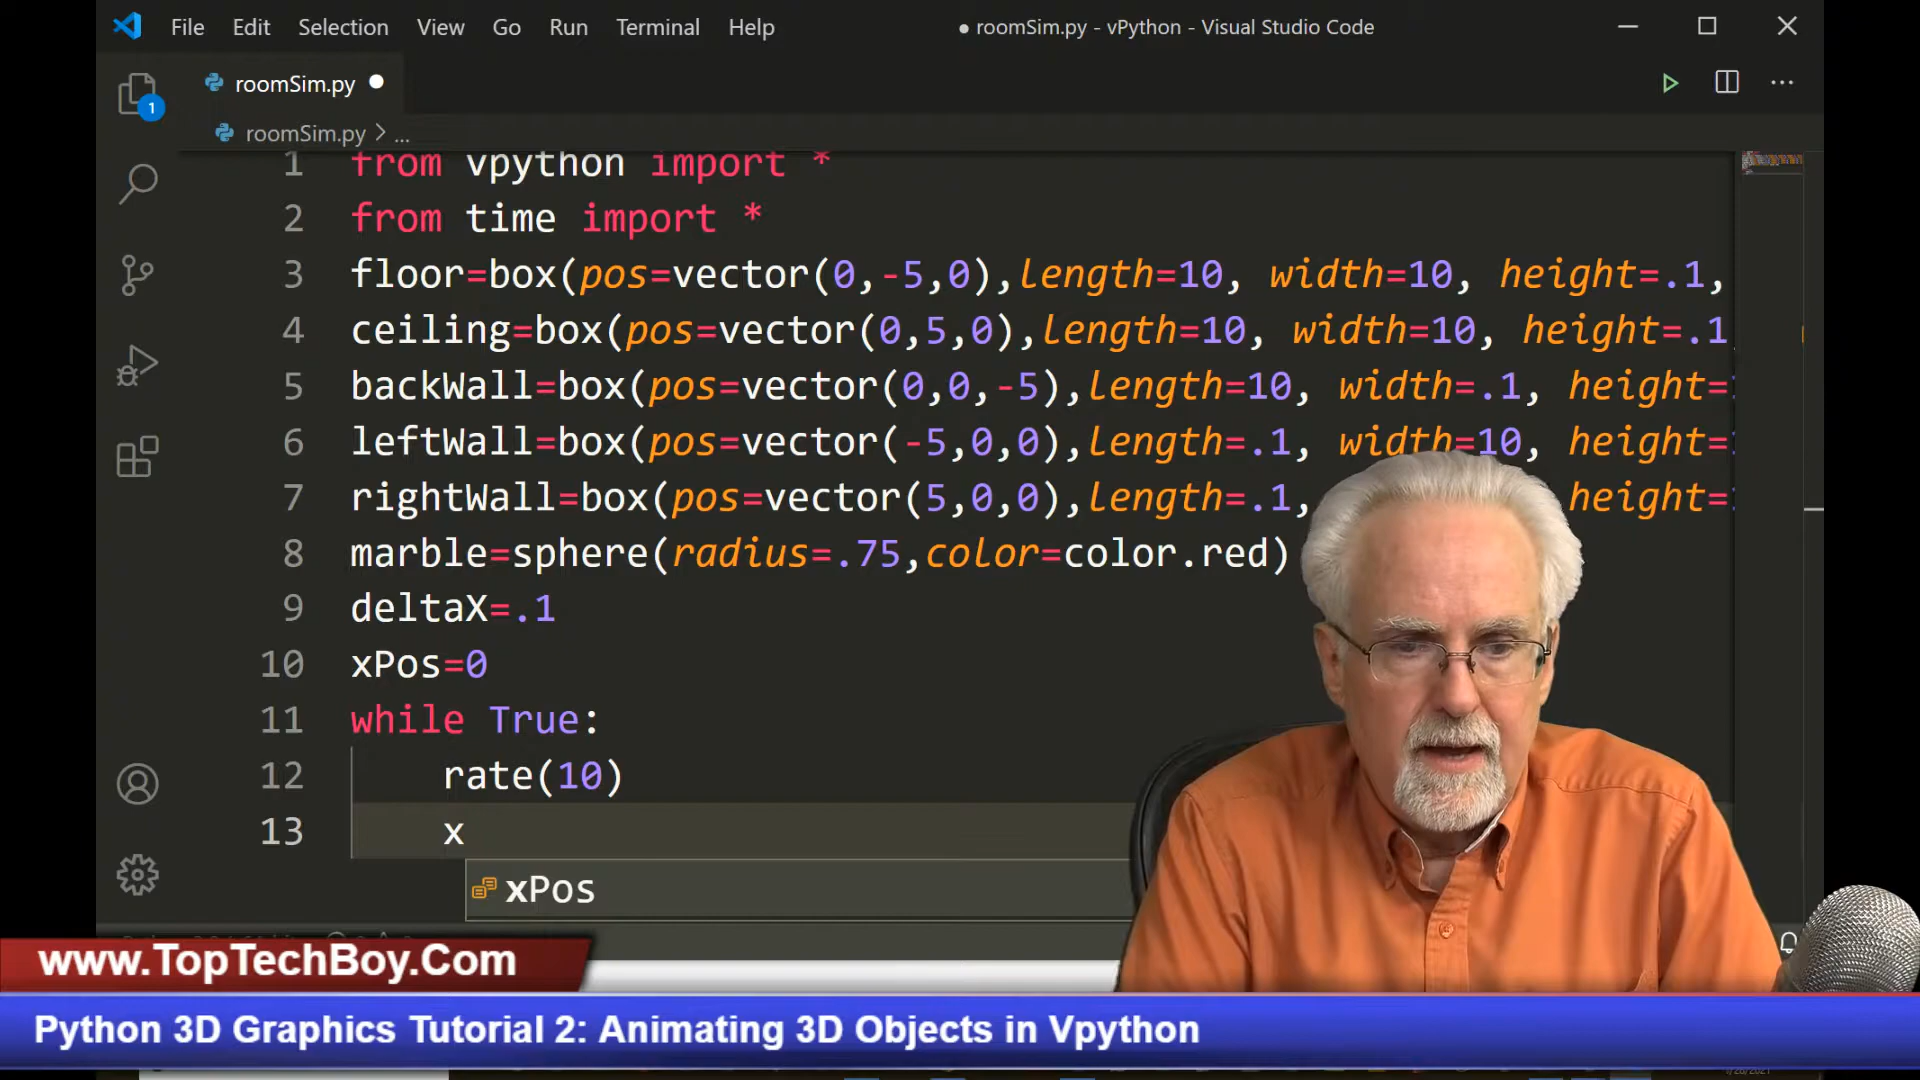 File Edit Selection View Go Run Terminal Help ● roomSim.py - vPython - Visual Studio Code
roomSim.py
1
roomSim.py > ...
1 from vpython import *
2 from time import *
3 floor=box(pos=vector(0,-5,0),length=10, width=10, height=.1,
4 ceiling=box(pos=vector(0,5,0),length=10, width=10, height=.1
5 backWall=box(pos=vector(0,0,-5),length=10, width=.1, height=
6 leftWall=box(pos=vector(-5,0,0),length=.1, width=10, height=
7 rightWall=box(pos=vector(5,0,0),length=.1, height=
8 marble=sphere(radius=.75,color=color.red)
9 deltaX=.1
10 xPos=0
11 while True:
12 rate(10)
13 x
xPos
www.TopTechBoy.Com
Python 3D Graphics Tutorial 2: Animating 3D Objects in Vpython